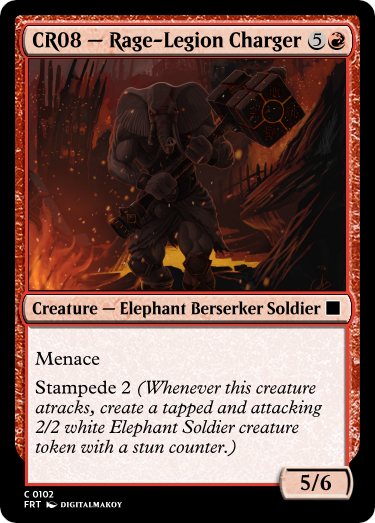 CR08 — Rage-Legion Charger 5
Creature — Elephant Berserker Soldier
Menace
Stampede 2 (Whenever this creature
atracks, create a tapped and attacking
2/2 white Elephant Soldier creature
token with a stun counter.)
5/6
C 0102
FRT DIGITALMAKOY